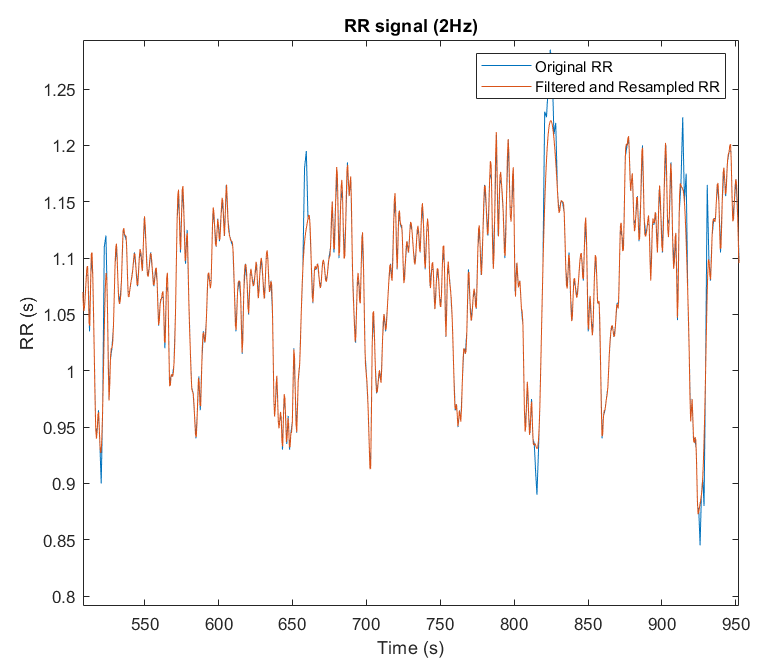 RR signal (2Hz)
Original RR
Filtered and Resampled RR
1.25
1.2
1.15
1.1
1.05
1
0.95
0.9
0.85
0.8
RR (s)
550 600 650 700 750 800 850 900 950
Time (s)